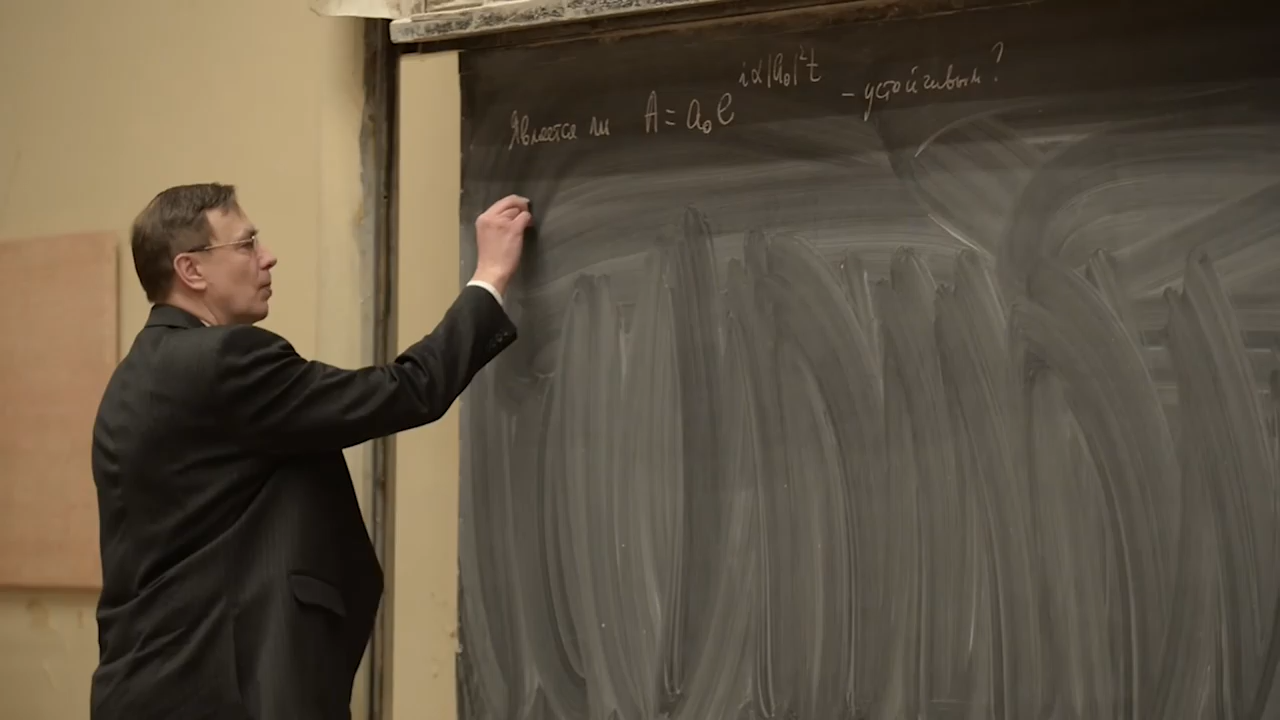 Является ли A = a₀e^{iα|a₀|²t} – устойчивым?